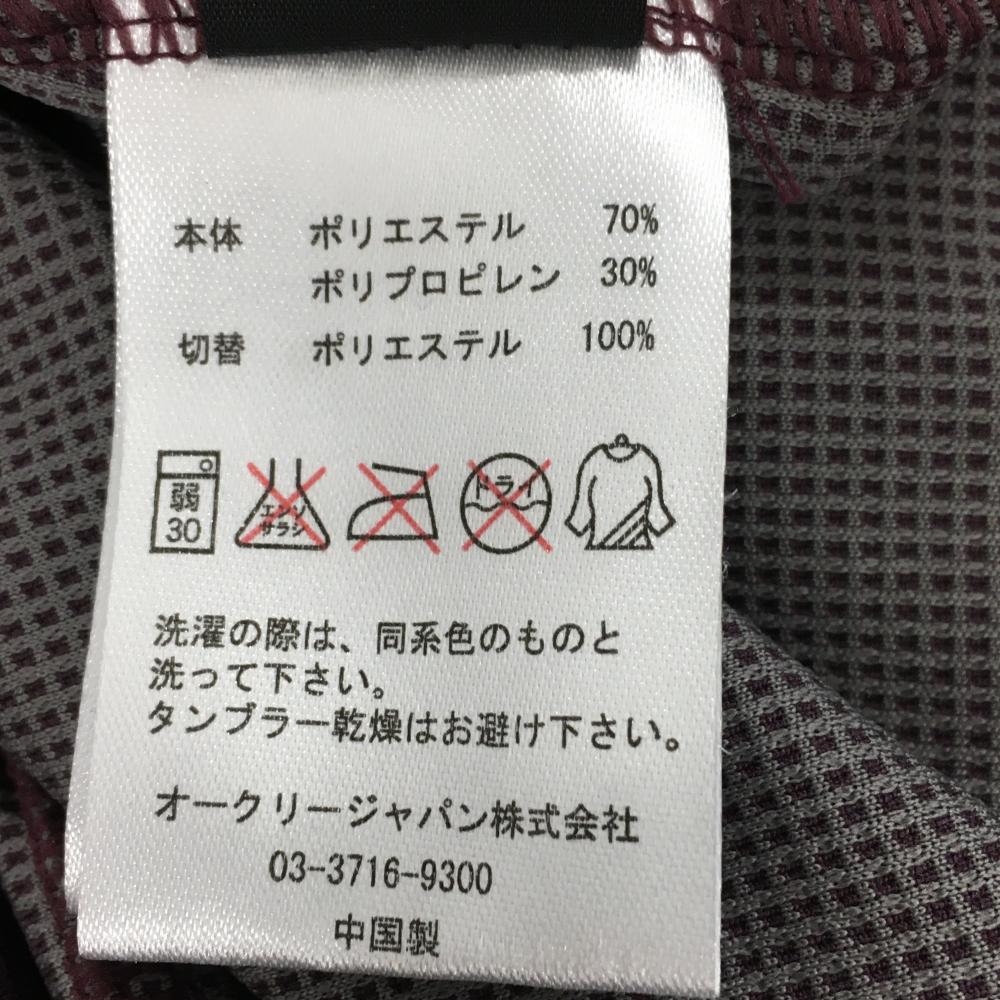 本体 ポリエステル 70%
ポリプロピレン 30%
切替 ポリエステル 100%
弱
30
エンソ
サラシ
ドライ
洗濯の際は、同系色のものと
洗って下さい。
タンブラー乾燥はお避け下さい。
オークリージャパン株式会社
03-3716-9300
中国製